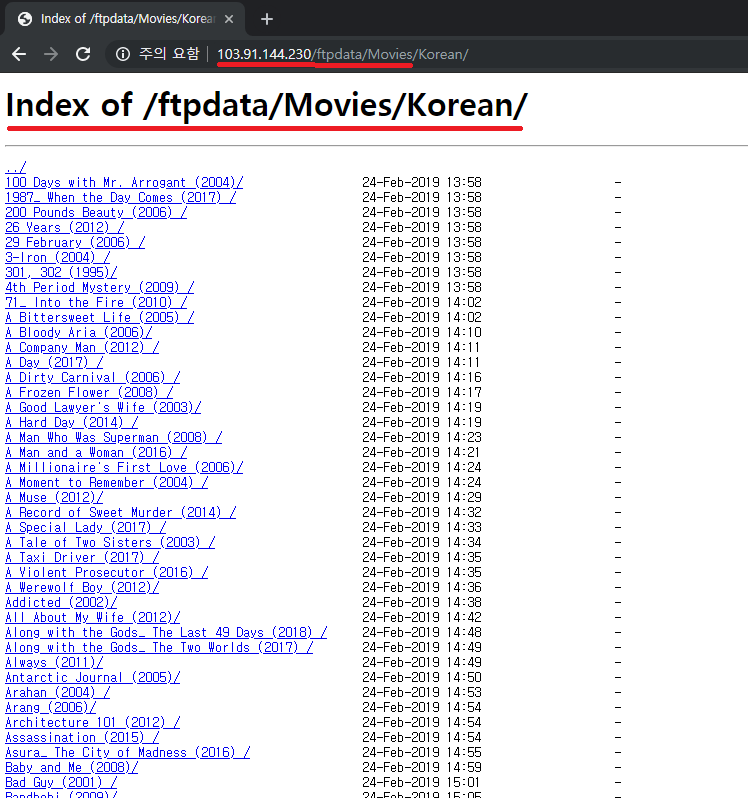 Index of /ftpdata/Movies/Korean
주의 요함 | 103.91.144.230/ftpdata/Movies/Korean/
Index of /ftpdata/Movies/Korean/
../
100 Days with Mr. Arrogant (2004)/ 24-Feb-2019 13:58 -
1987_ When the Day Comes (2017) / 24-Feb-2019 13:58 -
200 Pounds Beauty (2006) / 24-Feb-2019 13:58 -
26 Years (2012) / 24-Feb-2019 13:58 -
29 February (2006) / 24-Feb-2019 13:58 -
3-Iron (2004) / 24-Feb-2019 13:58 -
301, 302 (1995)/ 24-Feb-2019 13:58 -
4th Period Mystery (2009) / 24-Feb-2019 13:58 -
71_ Into the Fire (2010) / 24-Feb-2019 14:02 -
A Bittersweet Life (2005) / 24-Feb-2019 14:02 -
A Bloody Aria (2006)/ 24-Feb-2019 14:10 -
A Company Man (2012) / 24-Feb-2019 14:11 -
A Day (2017) / 24-Feb-2019 14:11 -
A Dirty Carnival (2006) / 24-Feb-2019 14:16 -
A Frozen Flower (2008) / 24-Feb-2019 14:17 -
A Good Lawyer's Wife (2003)/ 24-Feb-2019 14:19 -
A Hard Day (2014) / 24-Feb-2019 14:19 -
A Man Who Was Superman (2008) / 24-Feb-2019 14:23 -
A Man and a Woman (2016) / 24-Feb-2019 14:21 -
A Millionaire's First Love (2006)/ 24-Feb-2019 14:24 -
A Moment to Remember (2004) / 24-Feb-2019 14:24 -
A Muse (2012)/ 24-Feb-2019 14:29 -
A Record of Sweet Murder (2014) / 24-Feb-2019 14:32 -
A Special Lady (2017) / 24-Feb-2019 14:33 -
A Tale of Two Sisters (2003) / 24-Feb-2019 14:34 -
A Taxi Driver (2017) / 24-Feb-2019 14:35 -
A Violent Prosecutor (2016) / 24-Feb-2019 14:35 -
A Werewolf Boy (2012)/ 24-Feb-2019 14:36 -
Addicted (2002)/ 24-Feb-2019 14:38 -
All About My Wife (2012)/ 24-Feb-2019 14:42 -
Along with the Gods_ The Last 49 Days (2018) / 24-Feb-2019 14:48 -
Along with the Gods_ The Two Worlds (2017) / 24-Feb-2019 14:49 -
Always (2011)/ 24-Feb-2019 14:49 -
Antarctic Journal (2005)/ 24-Feb-2019 14:50 -
Arahan (2004) / 24-Feb-2019 14:53 -
Arang (2006)/ 24-Feb-2019 14:54 -
Architecture 101 (2012) / 24-Feb-2019 14:54 -
Assassination (2015) / 24-Feb-2019 14:54 -
Asura_ The City of Madness (2016) / 24-Feb-2019 14:55 -
Baby and Me (2008)/ 24-Feb-2019 14:59 -
Bad Guy (2001) / 24-Feb-2019 15:01 -
Bandhobi (2009)/ 24-Feb-2019 15:05 -